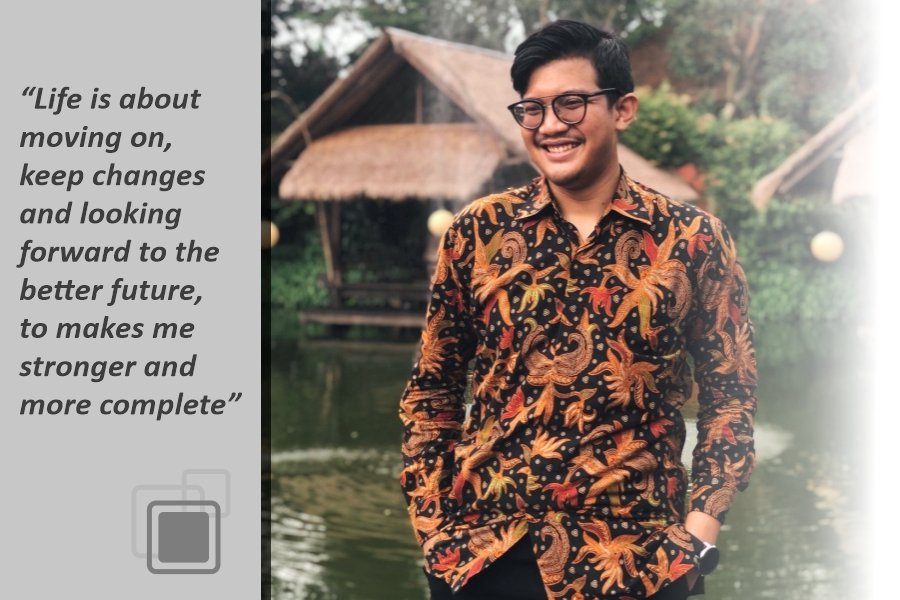 “Life is about
moving on,
keep changes
and looking
forward to the
better future,
to makes me
stronger and
more complete”